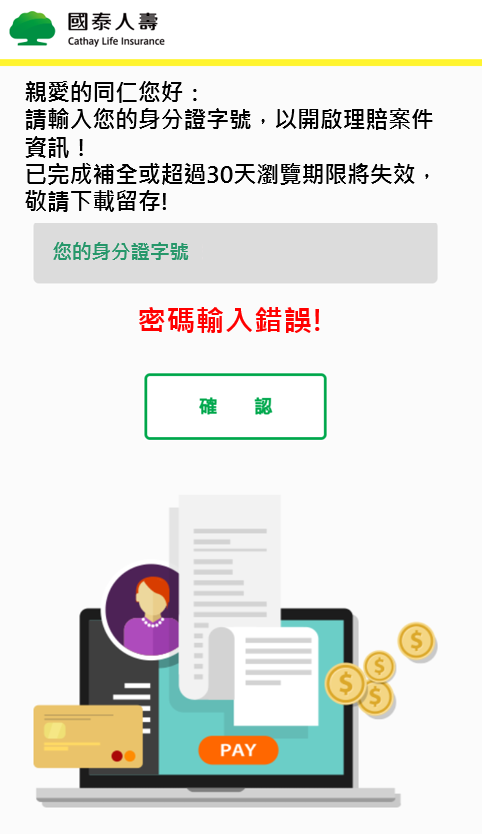 國泰人壽
Cathay Life Insurance
親愛的同仁您好：
請輸入您的身分證字號，以開啟理賠案件
資訊！
已完成補全或超過30天瀏覽期限將失效，
敬請下載留存!
您的身分證字號
密碼輸入錯誤!
確 認
PAY